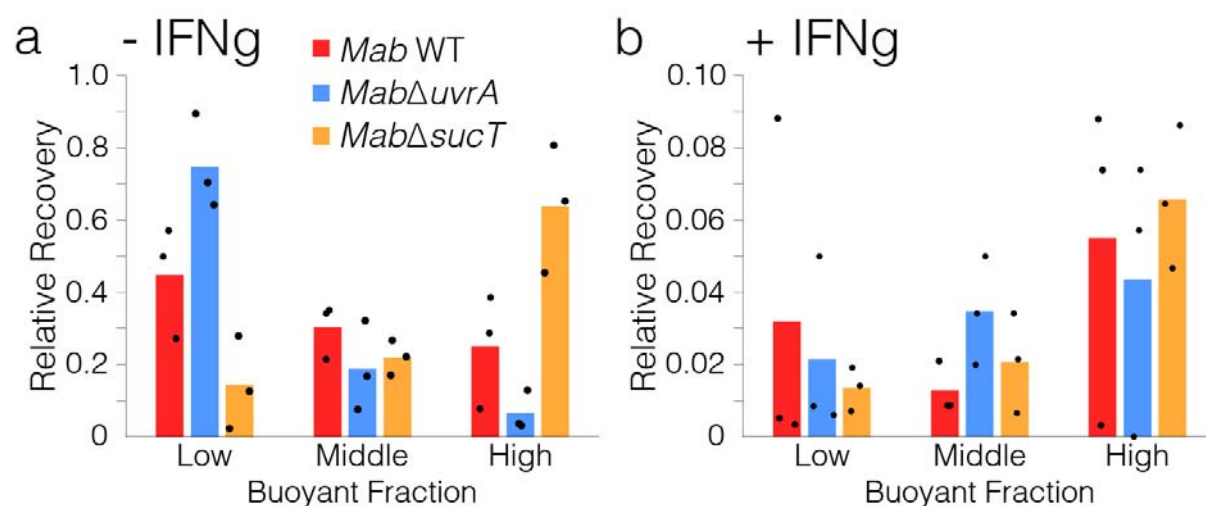 a - IFNg
Mab WT
MabΔuvrA
MabΔsucT
Relative Recovery
1.0
0.8
0.6
0.4
0.2
0
Low Middle High
Buoyant Fraction
b + IFNg
Relative Recovery
0.10
0.08
0.06
0.04
0.02
0
Low Middle High
Buoyant Fraction